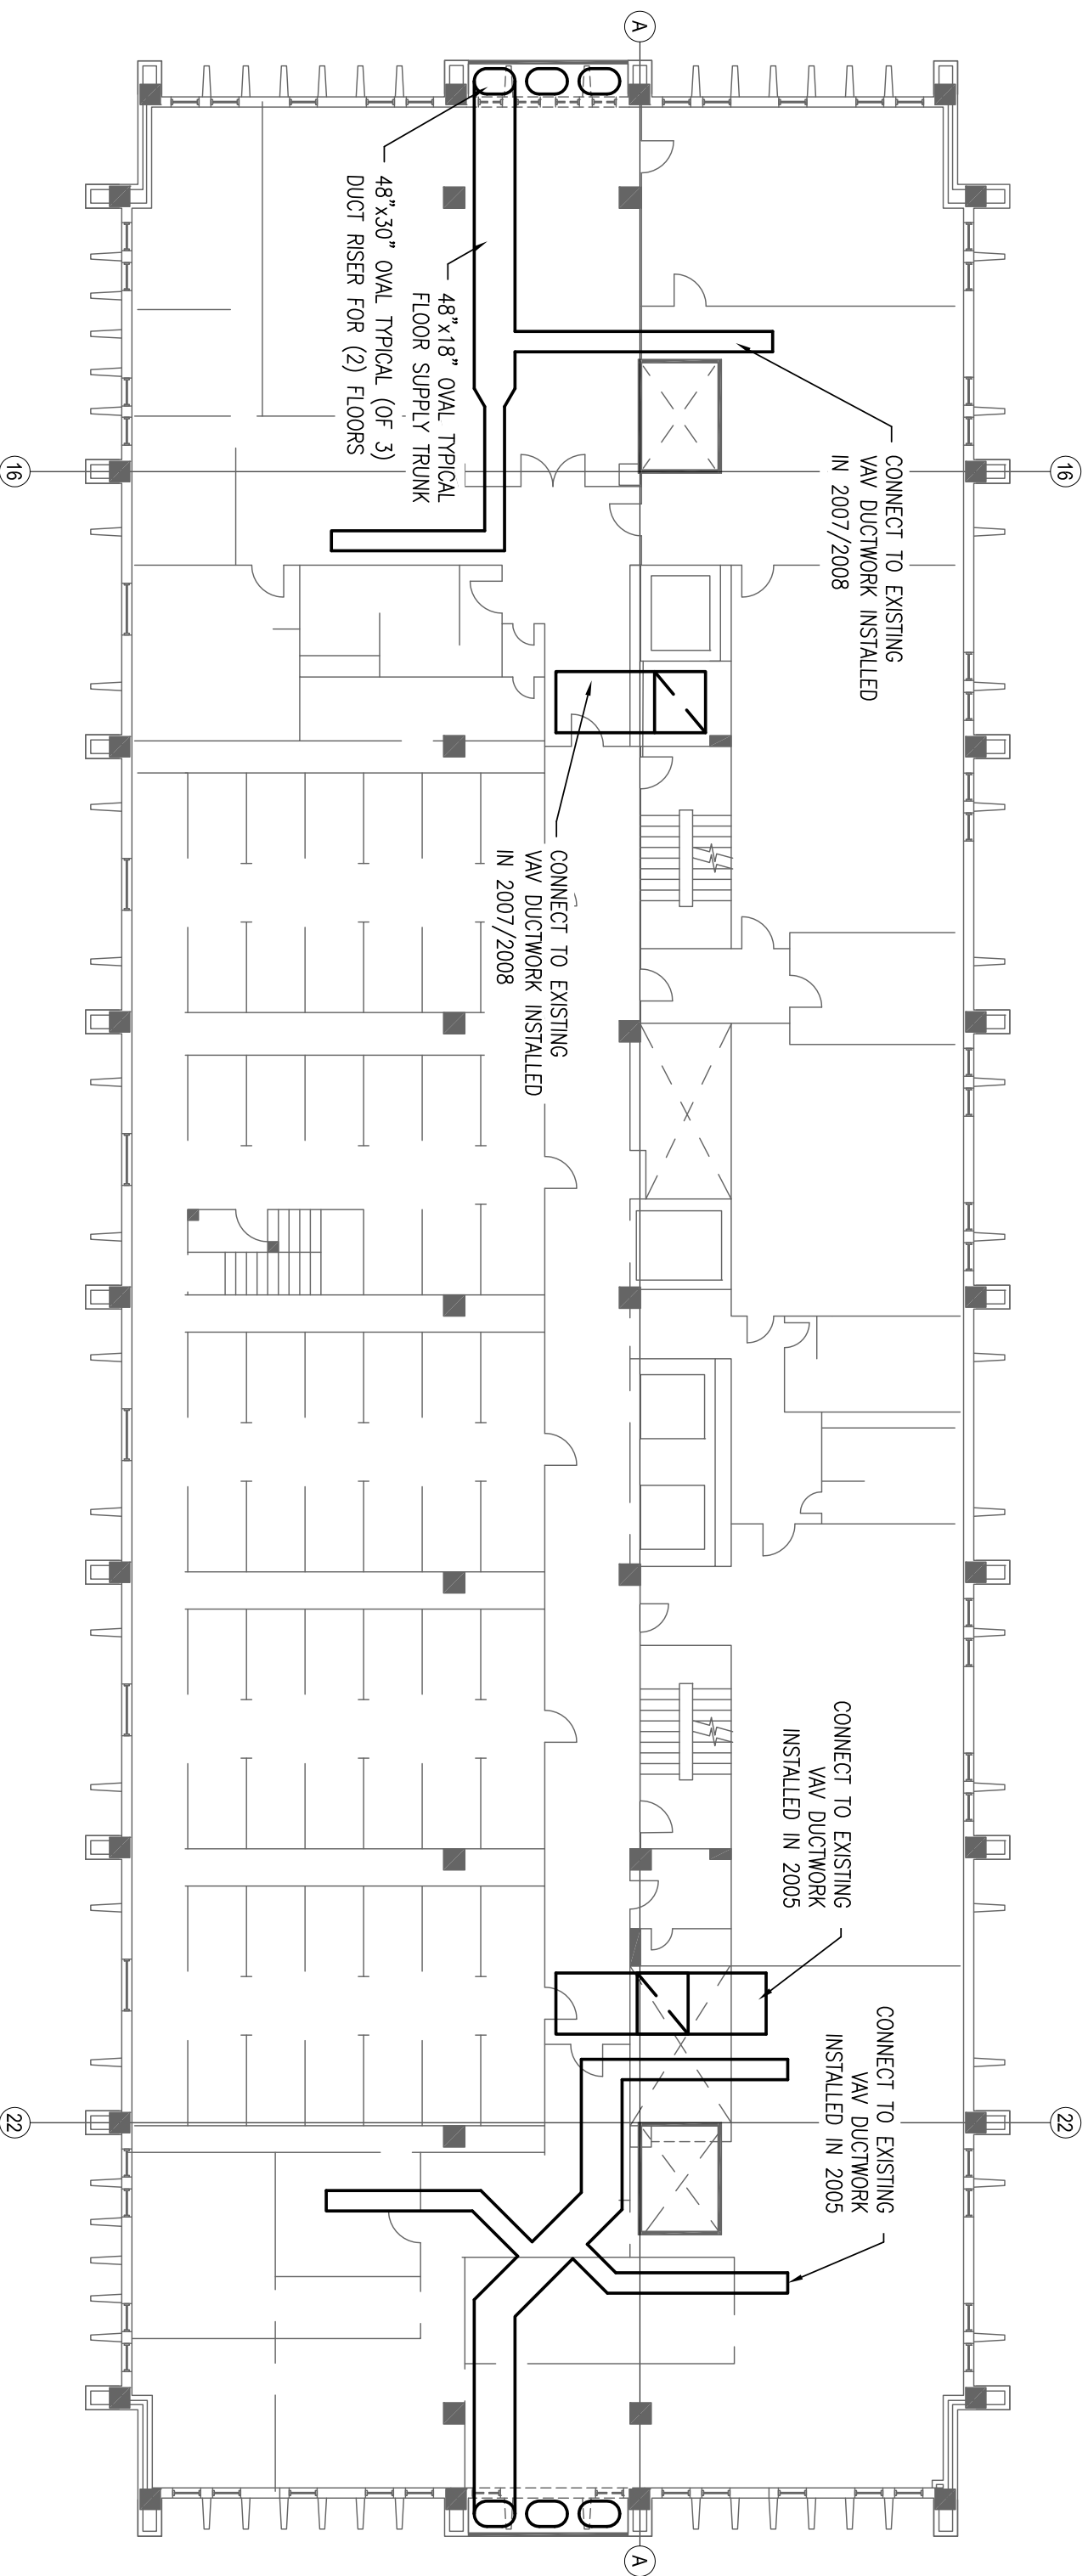 A
48"x30" OVAL TYPICAL (OF 3)
DUCT RISER FOR (2) FLOORS
48"x18" OVAL TYPICAL
FLOOR SUPPLY TRUNK
CONNECT TO EXISTING
VAV DUCTWORK INSTALLED
IN 2007/2008
16
16
CONNECT TO EXISTING
VAV DUCTWORK INSTALLED
IN 2007/2008
CONNECT TO EXISTING
VAV DUCTWORK
INSTALLED IN 2005
CONNECT TO EXISTING
VAV DUCTWORK
INSTALLED IN 2005
22
22
A